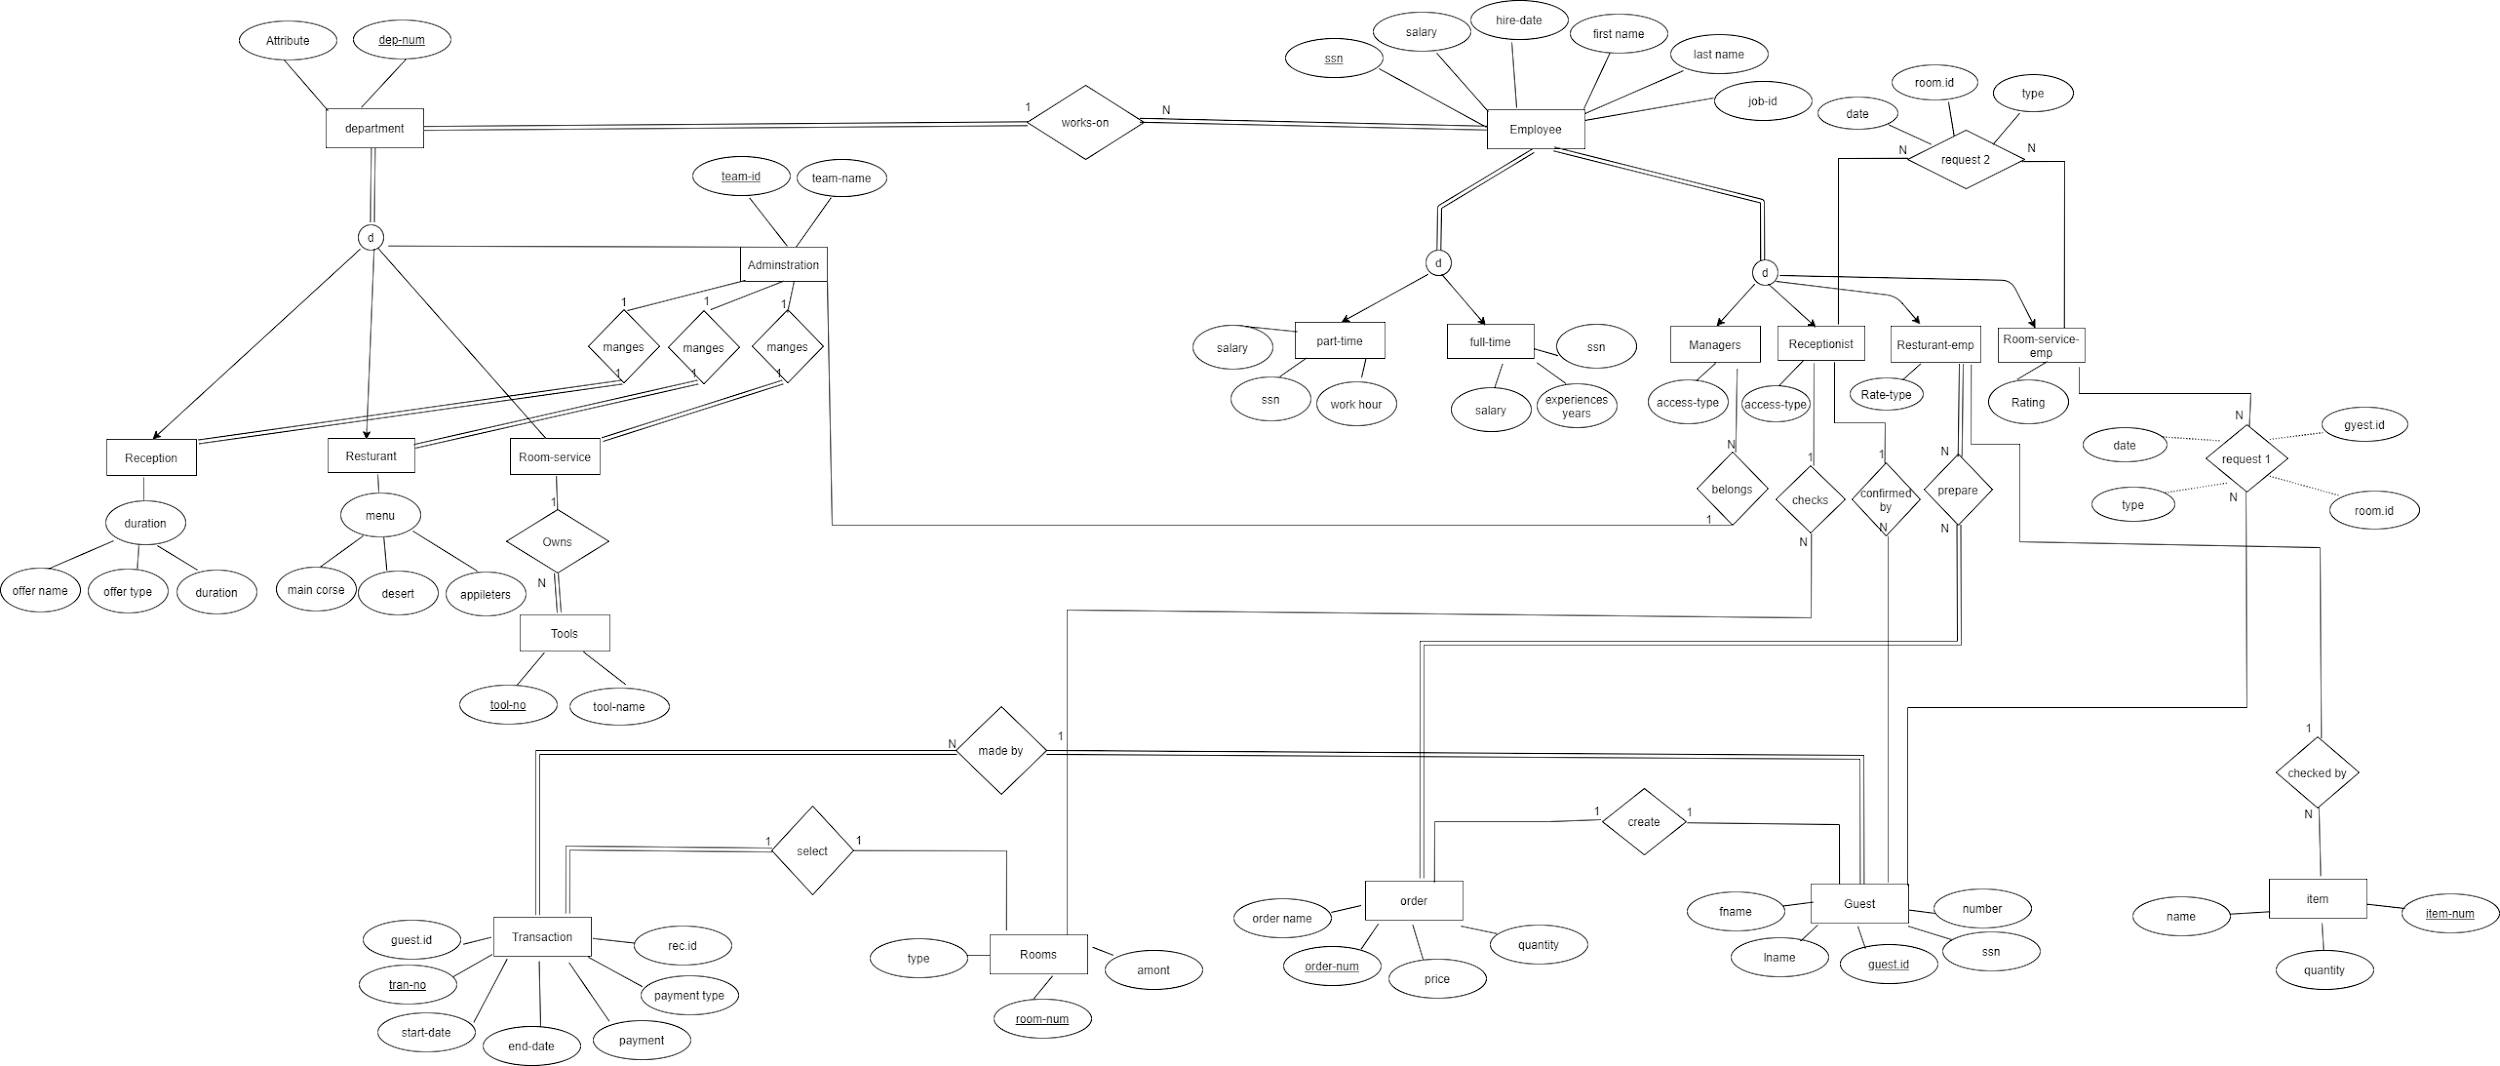 hire-date
salary
first name
Attribute
dep-num
last name
ssn
room.id
type
job-id
date
1
N
department
works-on
Employee
N
N
request 2
team-id
team-name
d
Adminstration
d
d
1
1
1
manges
manges
manges
1
1
1
salary
part-time
full-time
ssn
Managers
Receptionist
Resturant-emp
Room-service-
emp
ssn
work hour
salary
experiences
years
access-type
access-type
Rate-type
Rating
Reception
Resturant
Room-service
N
1
1
N
N
gyest.id
date
request 1
belongs
checks
confirmed
by
prepare
1
N
N
N
N
type
room.id
duration
menu
1
Owns
N
offer name
offer type
duration
main corse
desert
appileters
Tools
tool-no
tool-name
N
made by
1
1
checked by
N
1
select
1
1
create
1
guest.id
Transaction
rec.id
tran-no
payment type
start-date
end-date
payment
type
Rooms
amont
room-num
order name
order
quantity
order-num
price
fname
Guest
number
lname
guest.id
ssn
name
item
item-num
quantity